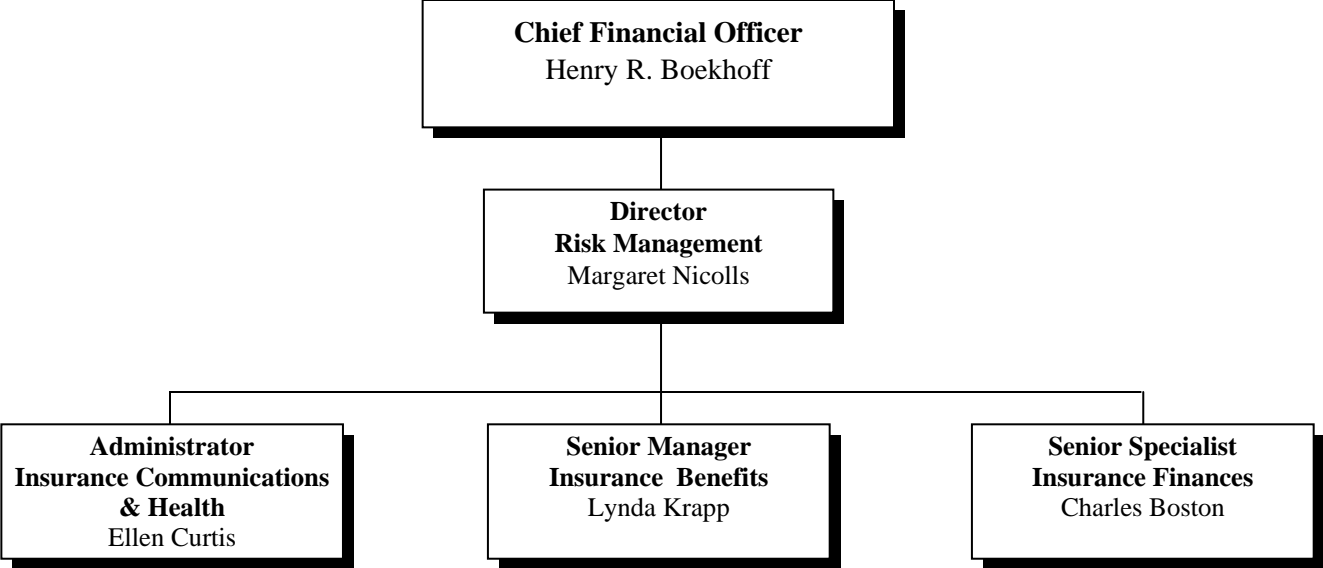 Chief Financial Officer
Henry R. Boekhoff
Director
Risk Management
Margaret Nicolls
Administrator
Insurance Communications
& Health
Ellen Curtis
Senior Manager
Insurance Benefits
Lynda Krapp
Senior Specialist
Insurance Finances
Charles Boston